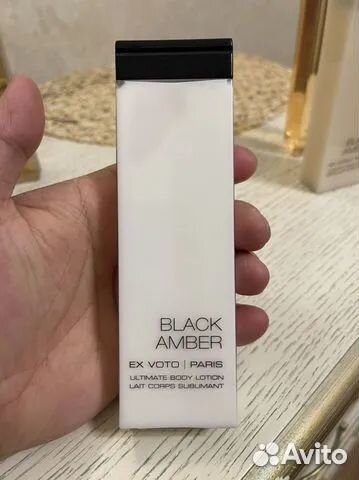 BLACK
AMBER
EX VOTO | PARIS
ULTIMATE BODY LOTION
LAIT CORPS SUBLIMANT
Avito